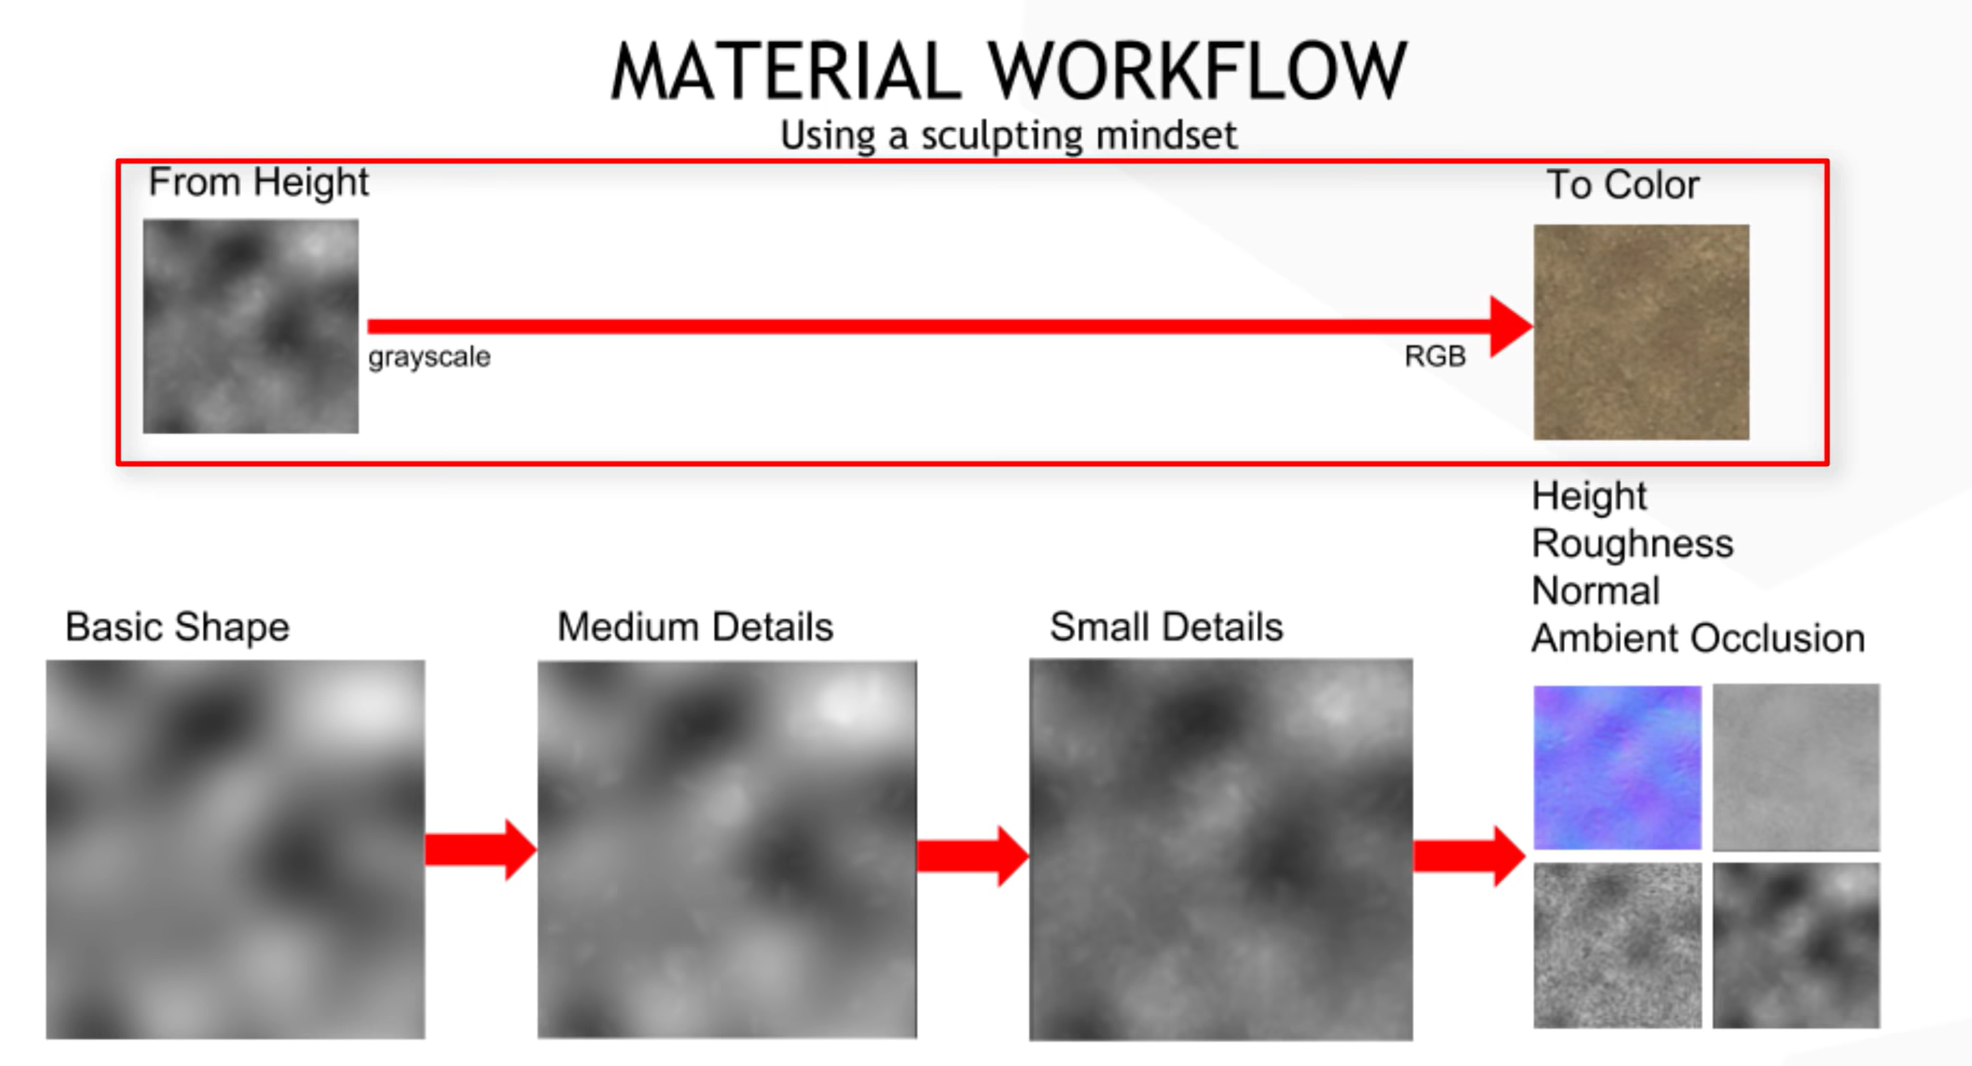 MATERIAL WORKFLOW
Using a sculpting mindset
From Height
To Color
grayscale
RGB
Height
Roughness
Normal
Ambient Occlusion
Basic Shape
Medium Details
Small Details